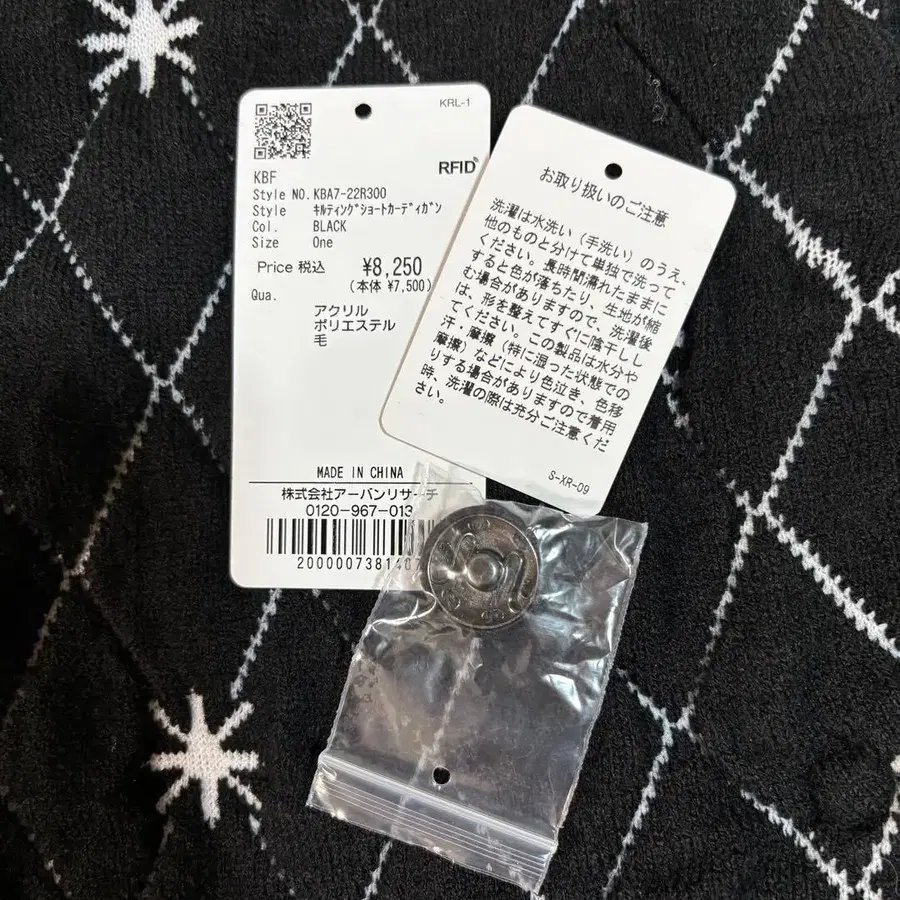 KRL-1
RFID
KBF
Style NO. KBA7-22R300
Style キルティングショートカーディガン
Col. BLACK
Size One
Price 税込 ¥8,250
(本体 ¥7,500)
Qua.
アクリル
ポリエステル
毛
MADE IN CHINA
株式会社アーバンリサーチ
0120-967-013
2000007381
お取り扱いのご注意
洗濯は水洗い(手洗い)のうえ、
他のものと分けて単独で洗って
ください。長時間濡れたままに
すると色が落ちたり、生地が縮
む場合がありますので、洗濯後
は、形を整えてすぐに陰干しし
てください。この製品は水分や
汗・摩擦(特に湿った状態での
摩擦)などにより色泣き、色移
りする場合がありますので着用
時、洗濯の際は充分ご注意くだ
さい。
S-XR-09